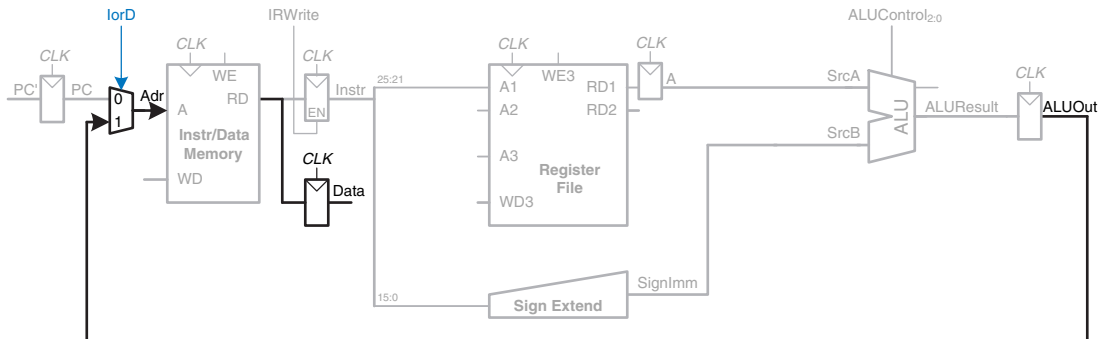 IorD
IRWrite
ALUControl2:0
CLK
CLK
CLK
CLK
CLK
CLK
PC'
PC
0
1
Adr
A
WE
RD
Instr/Data
Memory
WD
EN
Instr
CLK
Data
25:21
A1
A2
A3
WD3
WE3
RD1
RD2
Register
File
A
SrcA
SrcB
ALU
ALUResult
ALUOut
15:0
Sign Extend
SignImm